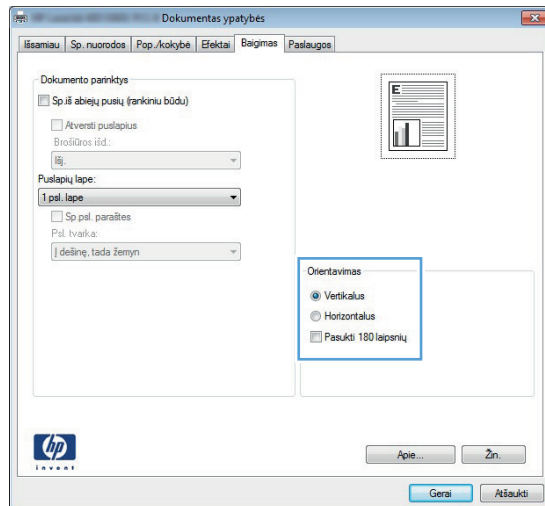 Dokumentas ypatybės
Išsamiau Sp. nuorodos Pop./kokybė Efektai Baigimas Paslaugos
Dokumento parinktys
Sp.iš abiejų pusių (rankiniu būdu)
Atversti puslapius
Brošiūros išd.:
Išj.
Puslapių lape:
1 psl. lape
Sp.psl. paraštes
Psl. tvarka:
Į dešinę, tada žemyn
E
Orientavimas
Vertikalus
Horizontalus
Pasukti 180 laipsnių
hp
invent
Apie... Žin.
Gerai Atšaukti